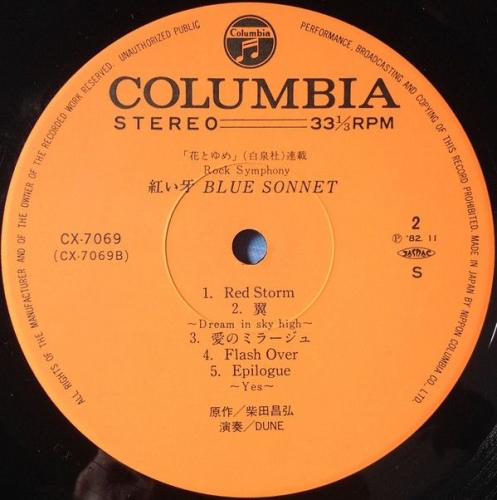 ALL RIGHTS OF THE MANUFACTURER AND OF THE OWNER OF THE RECORDED WORK RESERVED. UNAUTHORIZED PUBLIC PERFORMANCE, BROADCASTING AND COPYING OF THIS RECORD PROHIBITED. MADE IN JAPAN BY NIPPON COLUMBIA CO., LTD.
Columbia
COLUMBIA
STEREO 33 1/3 RPM
「花とゆめ」(白泉社)連載
Rock Symphony
紅い牙 BLUE SONNET
CX-7069
(CX-7069B)
2
Ⓟ '82. 11
JASRAC
S
1. Red Storm
2. 翼
~Dream in sky high~
3. 愛のミラージュ
4. Flash Over
5. Epilogue
~Yes~
原作/柴田昌弘
演奏/DUNE